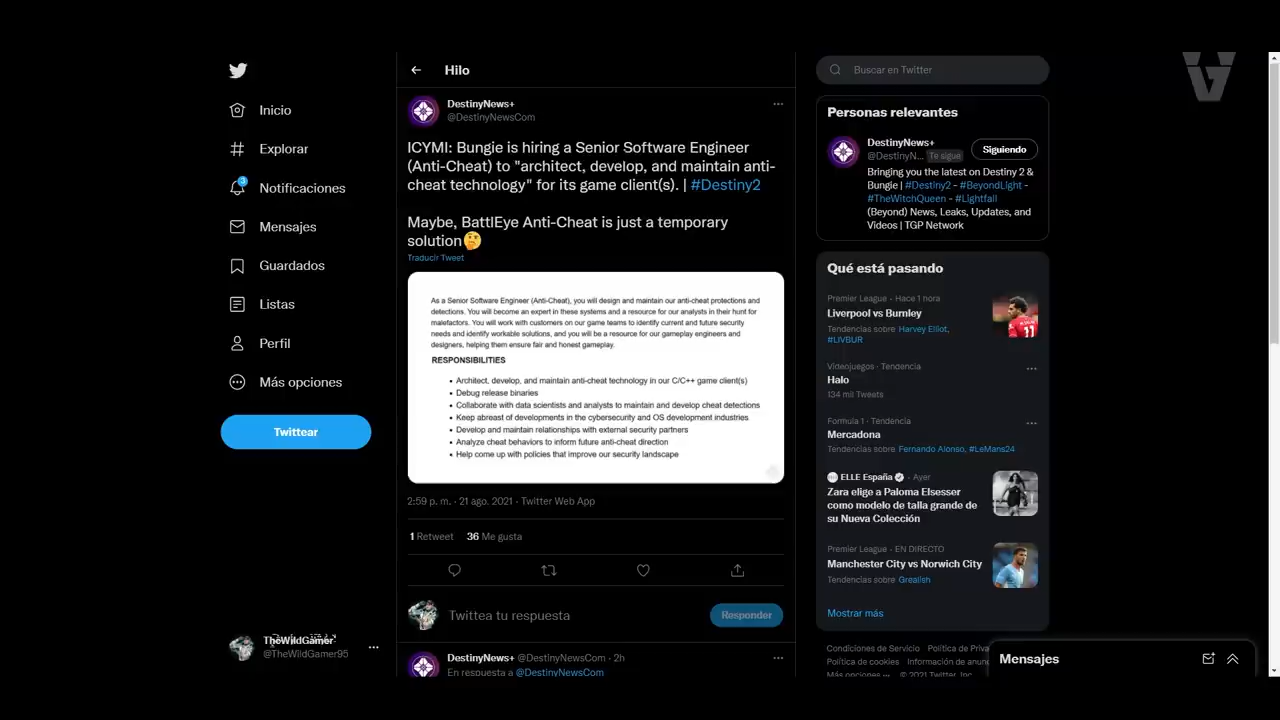 Inicio
Explorar
3
Notificaciones
Mensajes
Guardados
Listas
Perfil
Más opciones
Twittear
TheWildGamer
@TheWildGamer95
Hilo
DestinyNews+
@DestinyNewsCom
ICYMI: Bungie is hiring a Senior Software Engineer
(Anti-Cheat) to "architect, develop, and maintain anti-
cheat technology" for its game client(s). | #Destiny2
Maybe, BattlEye Anti-Cheat is just a temporary
solution🤔
Traducir Tweet
As a Senior Software Engineer (Anti-Cheat), you will design and maintain our anti-cheat protections and
detections. You will become an expert in these systems and a resource for our analysts in their hunt for
malefactors. You will work with customers on our game teams to identify current and future security
needs and identify workable solutions, and you will be a resource for our gameplay engineers and
designers, helping them ensure fair and honest gameplay.
RESPONSIBILITIES
• Architect, develop, and maintain anti-cheat technology in our C/C++ game client(s)
• Debug release binaries
• Collaborate with data scientists and analysts to maintain and develop cheat detections
• Keep abreast of developments in the cybersecurity and OS development industries
• Develop and maintain relationships with external security partners
• Analyze cheat behaviors to inform future anti-cheat direction
• Help come up with policies that improve our security landscape
2:59 p. m. · 21 ago. 2021 · Twitter Web App
1 Retweet 36 Me gusta
Twittea tu respuesta
Responder
DestinyNews+ @DestinyNewsCom · 2h
En respuesta a @DestinyNewsCom
Buscar en Twitter
Personas relevantes
DestinyNews+
@DestinyN... Te sigue
Siguiendo
Bringing you the latest on Destiny 2 &
Bungie | #Destiny2 - #BeyondLight -
#TheWitchQueen - #Lightfall
(Beyond) News, Leaks, Updates, and
Videos | TGP Network
Qué está pasando
Premier League · Hace 1 hora
Liverpool vs Burnley
Tendencias sobre Harvey Elliot,
#LIVBUR
Videojuegos · Tendencia
Halo
134 mil Tweets
Formula 1 · Tendencia
Mercadona
Tendencias sobre Fernando Alonso, #LeMans24
ELLE España · Ayer
Zara elige a Paloma Elsesser
como modelo de talla grande de
su Nueva Colección
Premier League · EN DIRECTO
Manchester City vs Norwich City
Tendencias sobre Grealish
Mostrar más
Condiciones de Servicio Política de Priva
Política de cookies Información de anunc
Más opciones ... © 2021 Twitter, Inc.
Mensajes